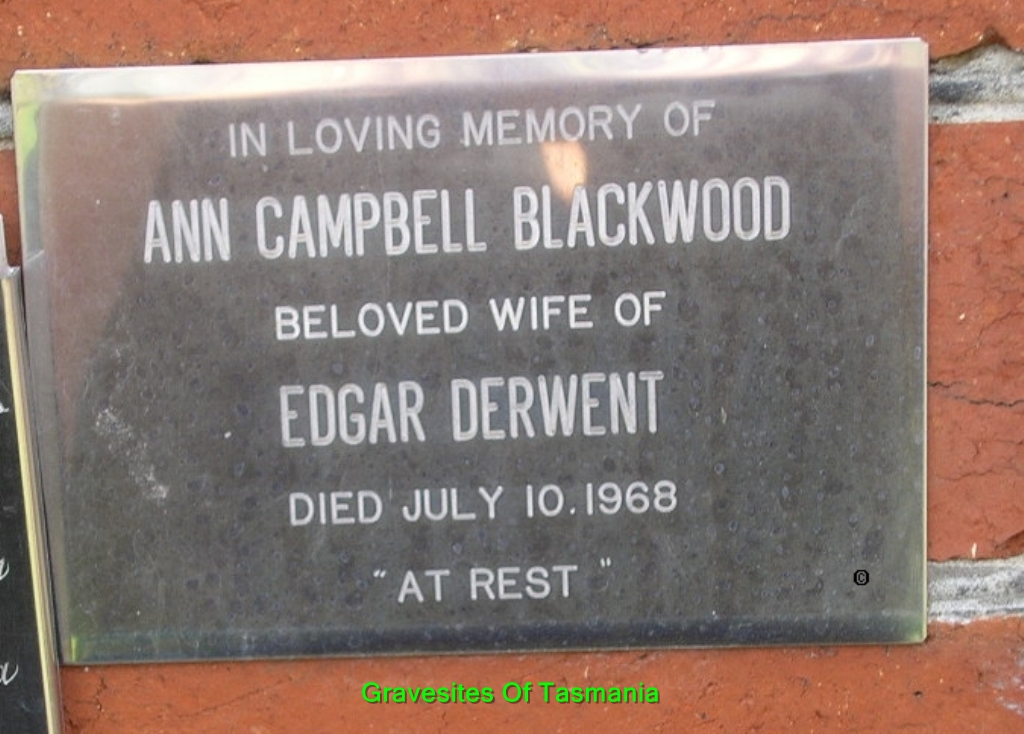 IN LOVING MEMORY OF
ANN CAMPBELL BLACKWOOD
BELOVED WIFE OF
EDGAR DERWENT
DIED JULY 10.1968
"AT REST"
©
Gravesites Of Tasmania